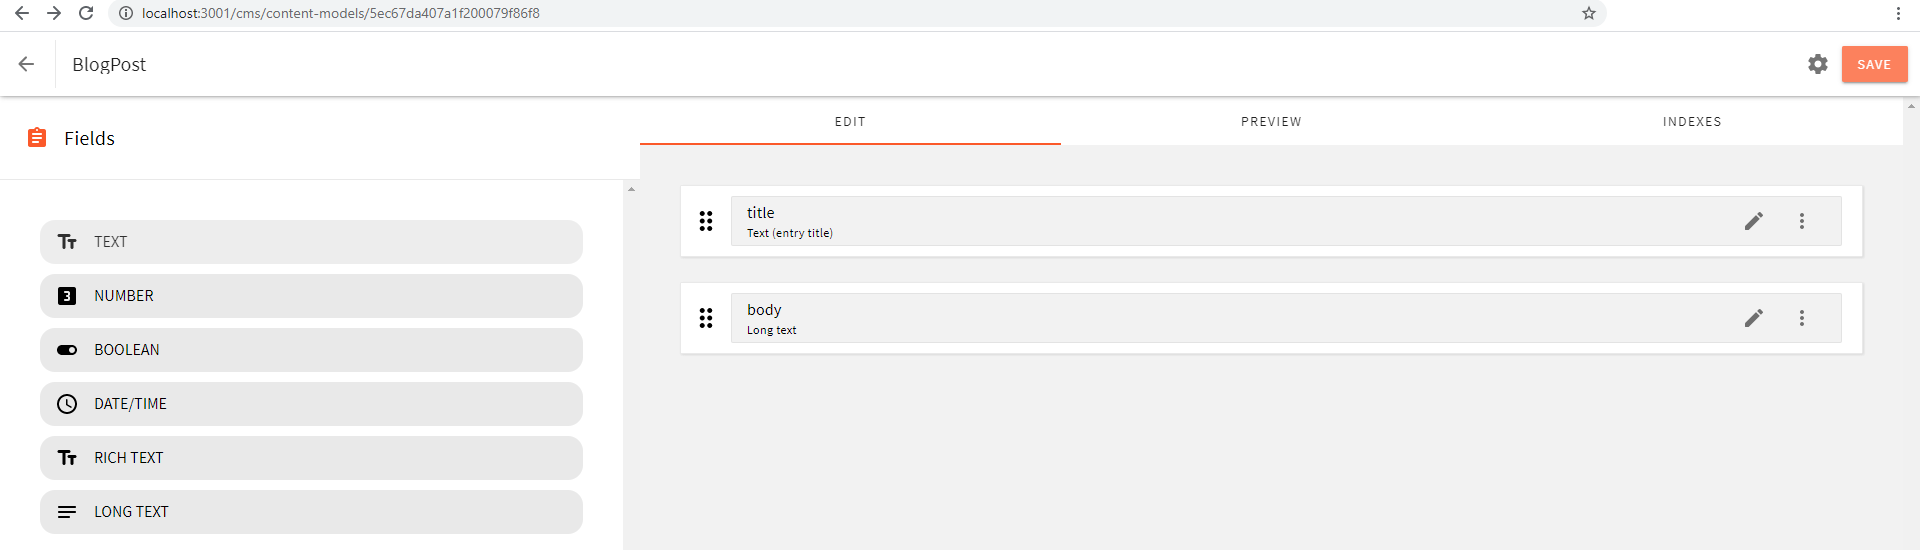 localhost:3001/cms/content-models/5ec67da407a1f200079f86f8
BlogPost
SAVE
Fields
EDIT
PREVIEW
INDEXES
TEXT
NUMBER
BOOLEAN
DATE/TIME
RICH TEXT
LONG TEXT
title
Text (entry title)
body
Long text